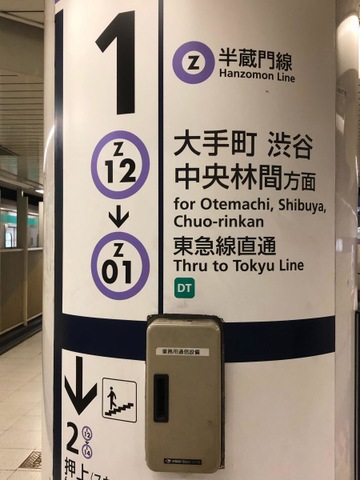 1
Z
半蔵門線
Hanzomon Line
Z
12
Z
01
大手町 渋谷
中央林間方面
for Otemachi, Shibuya,
Chuo-rinkan
東急線直通
Thru to Tokyu Line
DT
業務用通信設備
2
Z
12
Z
14
押上